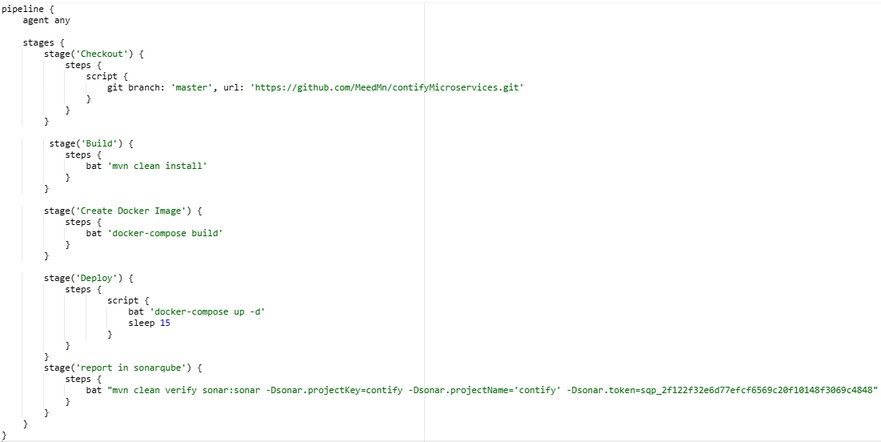 pipeline {
    agent any
    stages {
        stage('Checkout') {
            steps {
                script {
                    git branch: 'master', url: 'https://github.com/MeedMn/contifyMicroservices.git'
                }
            }
        }
         stage('Build') {
            steps {
                bat 'mvn clean install'
            }
        }
        stage('Create Docker Image') {
            steps {
                bat 'docker-compose build'
            }
        }
        stage('Deploy') {
            steps {
                    script {
                        bat 'docker-compose up -d'
                        sleep 15
                    }
            }
        }
        stage('report in sonarqube') {
            steps {
                bat "mvn clean verify sonar:sonar -Dsonar.projectKey=contify -Dsonar.projectName='contify' -Dsonar.token=sqp_2f122f32e6d77efcf6569c20f10148f3069c4848"
            }
        }
    }
}